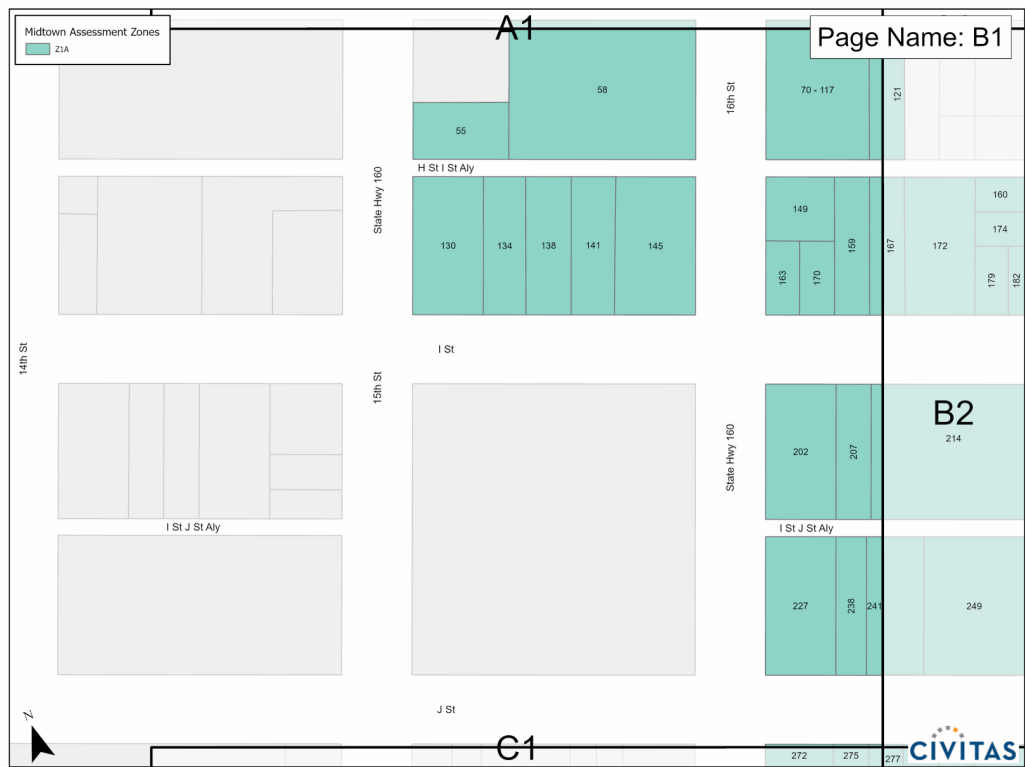 Midtown Assessment Zones
Z1A
A1
Page Name: B1
58
70 - 117
121
16th St
55
H St I St Aly
State Hwy 160
130
134
138
141
145
149
159
167
172
160
174
163
170
179
182
14th St
I St
15th St
State Hwy 160
202
207
B2
214
I St J St Aly
I St J St Aly
227
238
241
249
J St
N
C1
272
275
277
CIVITAS